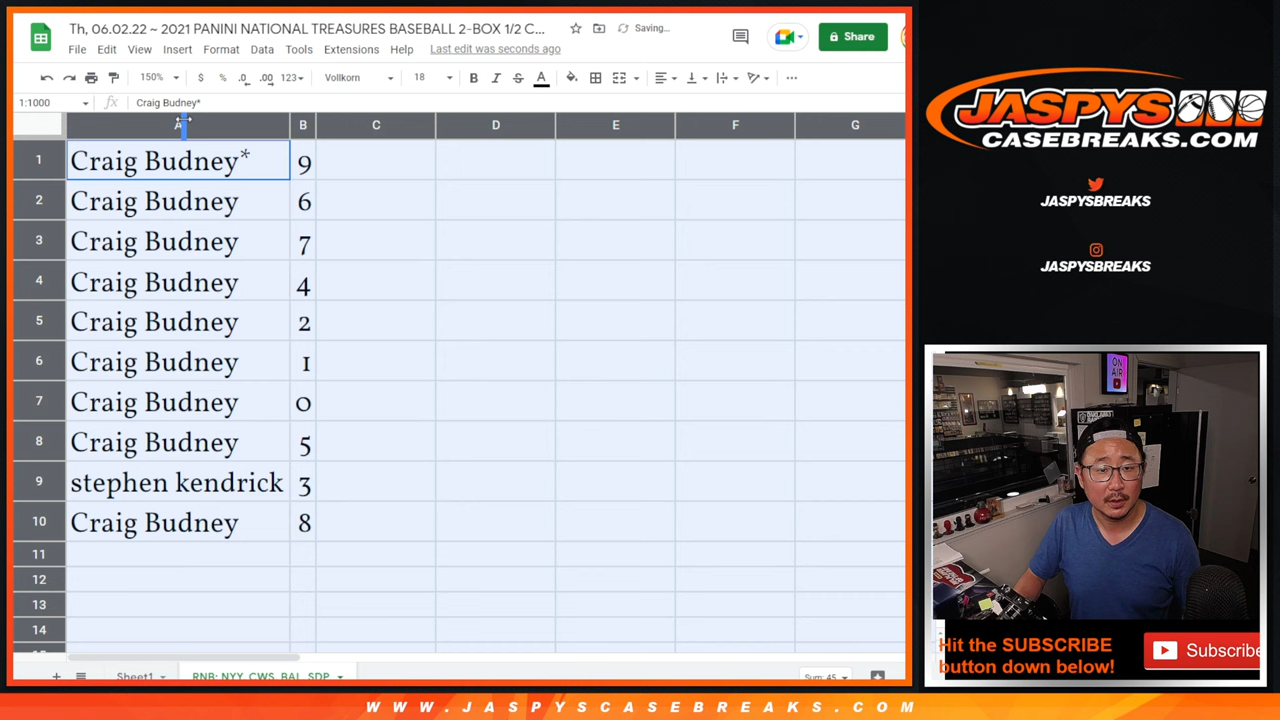 Th, 06.02.22 ~ 2021 PANINI NATIONAL TREASURES BASEBALL 2-BOX 1/2 C...
Saving...
File Edit View Insert Format Data Tools Extensions Help Last edit was seconds ago
Share
150% $ % .0 .00 123 Vollkorn 18 B I S A
1:1000 fx Craig Budney*
A B C D E F G
1 Craig Budney* 9
2 Craig Budney 6
3 Craig Budney 7
4 Craig Budney 4
5 Craig Budney 2
6 Craig Budney 1
7 Craig Budney 0
8 Craig Budney 5
9 stephen kendrick 3
10 Craig Budney 8
11
12
13
14
Sheet1 RNB: NYY, CWS, BAL, SDP Sum: 45
JASPYS
CASEBREAKS.COM
JASPYSBREAKS
JASPYSBREAKS
ON
AIR
Hit the SUBSCRIBE
button down below!
Subscribe
WWW.JASPYSCASEBREAKS.COM